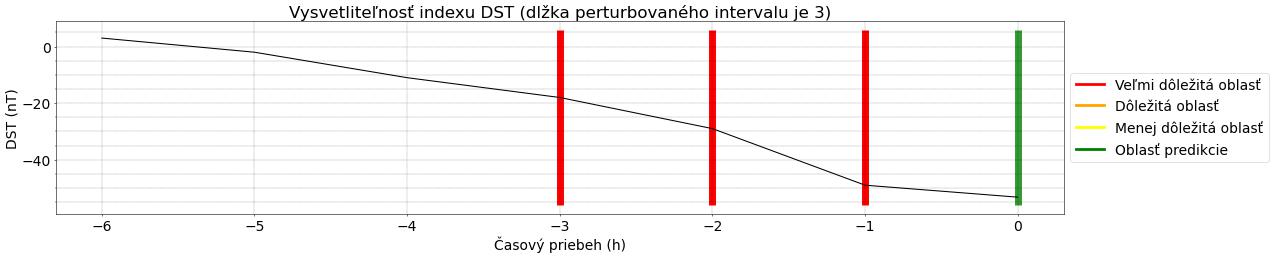 Vysvetliteľnosť indexu DST (dĺžka perturbovaného intervalu je 3)
DST (nT)
0
−20
−40
−6 −5 −4 −3 −2 −1 0
Časový priebeh (h)
Veľmi dôležitá oblasť
Dôležitá oblasť
Menej dôležitá oblasť
Oblasť predikcie